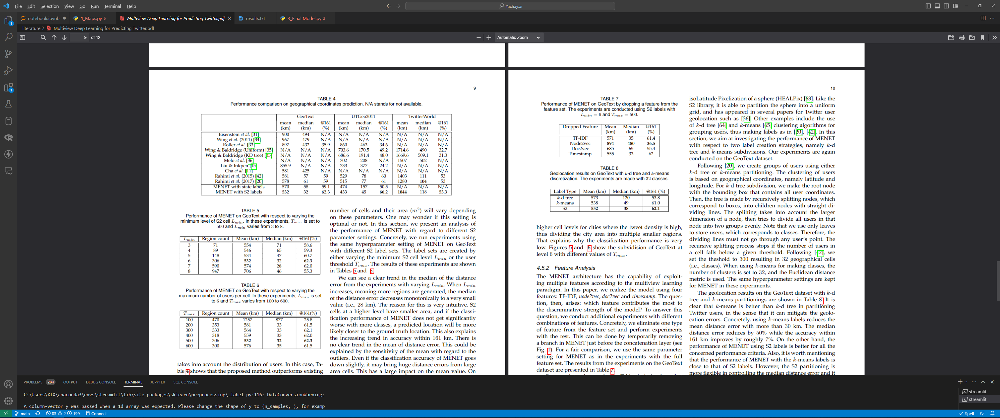 File Edit Selection View Go Run Terminal Help
Yachay.ai
notebook.ipynb
1_Maps.py 5
Multiview Deep Learning for Predicting Twitter.pdf
results.txt
3_Final Model.py 2
literature > Multiview Deep Learning for Predicting Twitter.pdf
9 of 12
Automatic Zoom
1
1
9
TABLE 4
Performance comparison on geographical coordinates prediction. N/A stands for not available.
GeoText UTGeo2011 TwitterWorld
mean median @161 mean median @161 mean median @161
(km) (km) (%) (km) (km) (%) (km) (km) (%)
Eisenstein et al. [31] 900 494 N/A N/A N/A N/A N/A N/A N/A
Wing et al. (2011) [34] 967 479 N/A N/A N/A N/A N/A N/A N/A
Roller et al. [33] 897 432 35.9 860 463 34.6 N/A N/A N/A
Wing & Baldridge (Uniform) [35] N/A N/A N/A 703.6 170.5 49.2 1714.6 490 32.7
Wing & Baldridge (KD tree) [35] N/A N/A N/A 686.6 191.4 48.0 1669.6 509.1 31.3
Melo et al. [36] N/A N/A N/A 702 208 N/A 1507 502 N/A
Liu & Inkpen [15] 855.9 N/A N/A 733 377 24.2 N/A N/A N/A
Cha et al. [11] 581 425 N/A N/A N/A N/A N/A N/A N/A
Rahimi et al. (2015) [42] 581 57 59 529 78 60 1403 111 53
Rahimi et al. (2017) [20] 578 61 59 515 77 61 1280 104 53
MENET with state labels 570 58 59.1 474 157 50.5 N/A N/A N/A
MENET with S2 labels 532 32 62.3 433 45 66.2 1044 118 53.3
TABLE 5
Performance of MENET on GeoText with respect to varying the
minimum level of S2 cell Lmin. In these experiments, Tmax is set to
500 and Lmin varies from 3 to 8.
Lmin Region count Mean (km) Median (km) @161(%)
3 71 554 71 58.6
4 89 546 65 59.3
5 148 534 47 60.7
6 306 532 32 62.3
7 590 574 28 62.0
8 947 706 46 55.3
TABLE 6
Performance of MENET on GeoText with respect to varying the
maximum number of users per cell. In these experiments, Lmin is set
to 6 and Tmax varies from 100 to 600.
Tmax Region count Mean (km) Median (km) @161(%)
100 470 1257 877 25.8
200 353 581 33 61.5
300 333 564 33 62.1
400 318 559 33 62.0
500 306 532 32 62.3
600 300 576 35 61.5
takes into account the distribution of users. In this case, Ta-
ble 4 shows that the proposed method outperforms existing
number of cells and their area (m²) will vary depending
on these parameters. One may wonder if this setting is
optimal or not. In this section, we present an analysis of
the performance of MENET with regard to different S2
parameter settings. Concretely, we run experiments using
the same hyperparameter setting of MENET on GeoText
with different S2 label sets. The label sets are created by
either varying the minimum S2 cell level Lmin or the user
threshold Tmax. The results of these experiments are shown
in Tables 5 and 6.
We can see a clear trend in the median of the distance
error from the experiments with varying Lmin. When Lmin
increases, meaning more regions are generated, the median
of the distance error decreases monotonically to a very small
value (i.e., 28 km). The reason for this is very intuitive. S2
cells at a higher level have smaller area, and if the classi-
fication performance of MENET does not get significantly
worse with more classes, a predicted location will be more
likely closer to the ground truth location. This also explains
the increasing trend in accuracy within 161 km. There is
no clear trend in the mean of distance error. This could be
explained by the sensitivity of the mean with regard to the
outliers. Even if the classification accuracy of MENET goes
down slightly, it may bring huge distance errors from large
area cells. This has a large impact on the mean value. On
10
TABLE 7
Performance of MENET on GeoText by dropping a feature from the
feature set. The experiments are conducted using S2 labels with
Lmin = 6 and Tmax = 500.
Dropped Feature Mean Median @161
(km) (km) (%)
TF-IDF 571 35 61.4
Node2vec 894 480 36.5
Doc2vec 685 65 55.4
Timestamp 555 33 62
TABLE 8
Geolocation results on GeoText with k-d tree and k-means
discretization. The experiments are made with 32 classes.
Label Type Mean (km) Median (km) @161 (%)
k-d tree 573 120 53.8
k-means 538 49 61.0
S2 552 38 62.1
higher cell levels for cities where the tweet density is high,
thus dividing the city area into multiple smaller regions.
That explains why the classification performance is very
low. Figures 5 and 6 show the subvidision of GeoText at
level 6 with different values of Tmax.
4.5.2 Feature Analysis
The MENET architecture has the capability of exploit-
ing multiple features according to the multiview learning
paradigm. In this paper, we realize the model using four
features: TF-IDF, node2vec, doc2vec and timestamp. The ques-
tion, then, arises: which feature contributes the most to
the discriminative strength of the model? To answer this
question, we conduct additional experiments with different
combinations of features. Concretely, we eliminate one type
of feature from the feature set and perform experiments
with the rest. This can be done by temporarily removing
a branch in MENET just before the concatenation layer (see
Fig. 1). For a fair comparison, we use the same parameter
setting for MENET as in the experiments with the full
feature set. The results from the experiments on the GeoText
dataset are presented in Table 7.
isoLatitude Pixelization of a sphere (HEALPix) [63]. Like the
S2 library, it is able to partition the sphere into a uniform
grid, and has appeared in several papers for Twitter user
geolocation such as [36]. Other examples include the use
of k-d tree [64] and k-means [65] clustering algorithms for
grouping users, thus making labels as in [20], [42]. In this
section, we aim at investigating the performance of MENET
with respect to two label creation strategies, namely k-d
tree and k-means subdivisions. Our experiments are again
conducted on the GeoText dataset.
Following [20], we create groups of users using either
k-d tree or k-means partitioning. The clustering of users
is based on geographical coordinates, namely latitude and
longitude. For k-d tree subdivision, we make the root node
with the bounding box that contains all user coordinates.
Then, the tree is made by recursively splitting nodes, which
correspond to boxes, into children nodes with straight di-
viding lines. The splitting takes into account the larger
dimension of a node, then tries to divide all users in that
node into two groups evenly. Note that we use only leaves
to store users, which corresponds to classes. Therefore, the
dividing lines must not go through any user's point. The
recursive splitting process stops if the number of users in
a cell falls below a given threshold. Following [42], we
set the theshold to 300 resulting in 32 geographical cells
(i.e., classes). When using k-means for making classes, the
number of clusters is set to 32, and the Euclidean distance
metric is used. The same hyperparameter settings are kept
for MENET in these experiments.
The geolocation results on the GeoText dataset with k-d
tree and k-means partitionings are shown in Table 8. It is
clear that k-means is better than k-d tree in partitioning
Twitter users, in the sense that it can mitigate the geolo-
cation errors. Concretely, using k-means labels reduces the
mean distance error with more than 30 km. The median
distance error reduces by 50% while the accuracy within
161 km improves by roughly 7%. On the other hand, the
performance of MENET using S2 labels is better for all the
concerned performance criteria. Also, it is worth mentioning
that the performance of MENET with the k-means labels is
close to that of S2 labels. However, the S2 partitioning is
more flexible in controlling the median distance error and it
PROBLEMS 284 OUTPUT DEBUG CONSOLE TERMINAL JUPYTER SQL CONSOLE
C:\Users\XIX\anaconda3\envs\streamlit\lib\site-packages\sklearn\preprocessing\_label.py:116: DataConversionWarning:
A column-vector y was passed when a 1d array was expected. Please change the shape of y to (n_samples, ), for examp
streamlit
streamlit
main 83 2 199 Connect
Spell